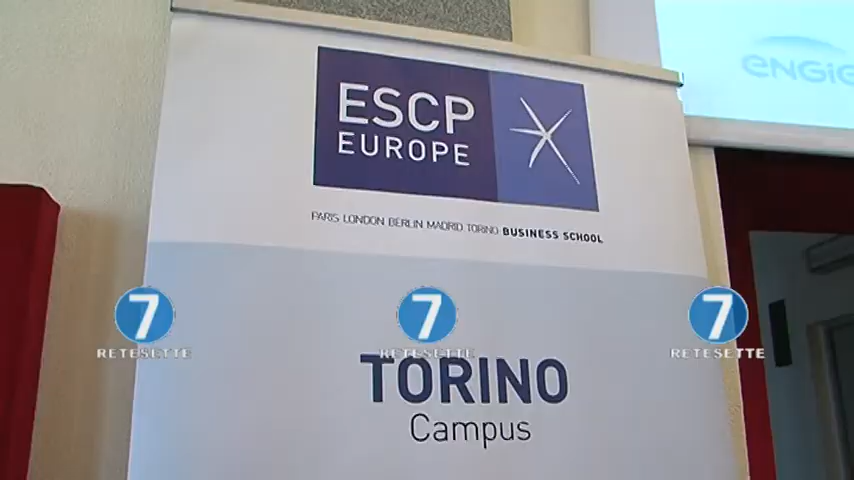 ENGIE
ESCP
EUROPE
PARIS LONDON BERLIN MADRID TORINO BUSINESS SCHOOL
7 7 7
RETESETTE RETESETTE RETESETTE
TORINO
Campus